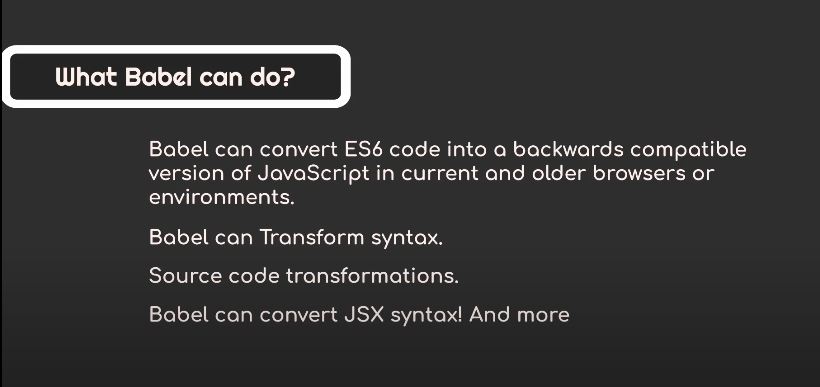 What Babel can do?
Babel can convert ES6 code into a backwards compatible
version of JavaScript in current and older browsers or
environments.
Babel can Transform syntax.
Source code transformations.
Babel can convert JSX syntax! And more